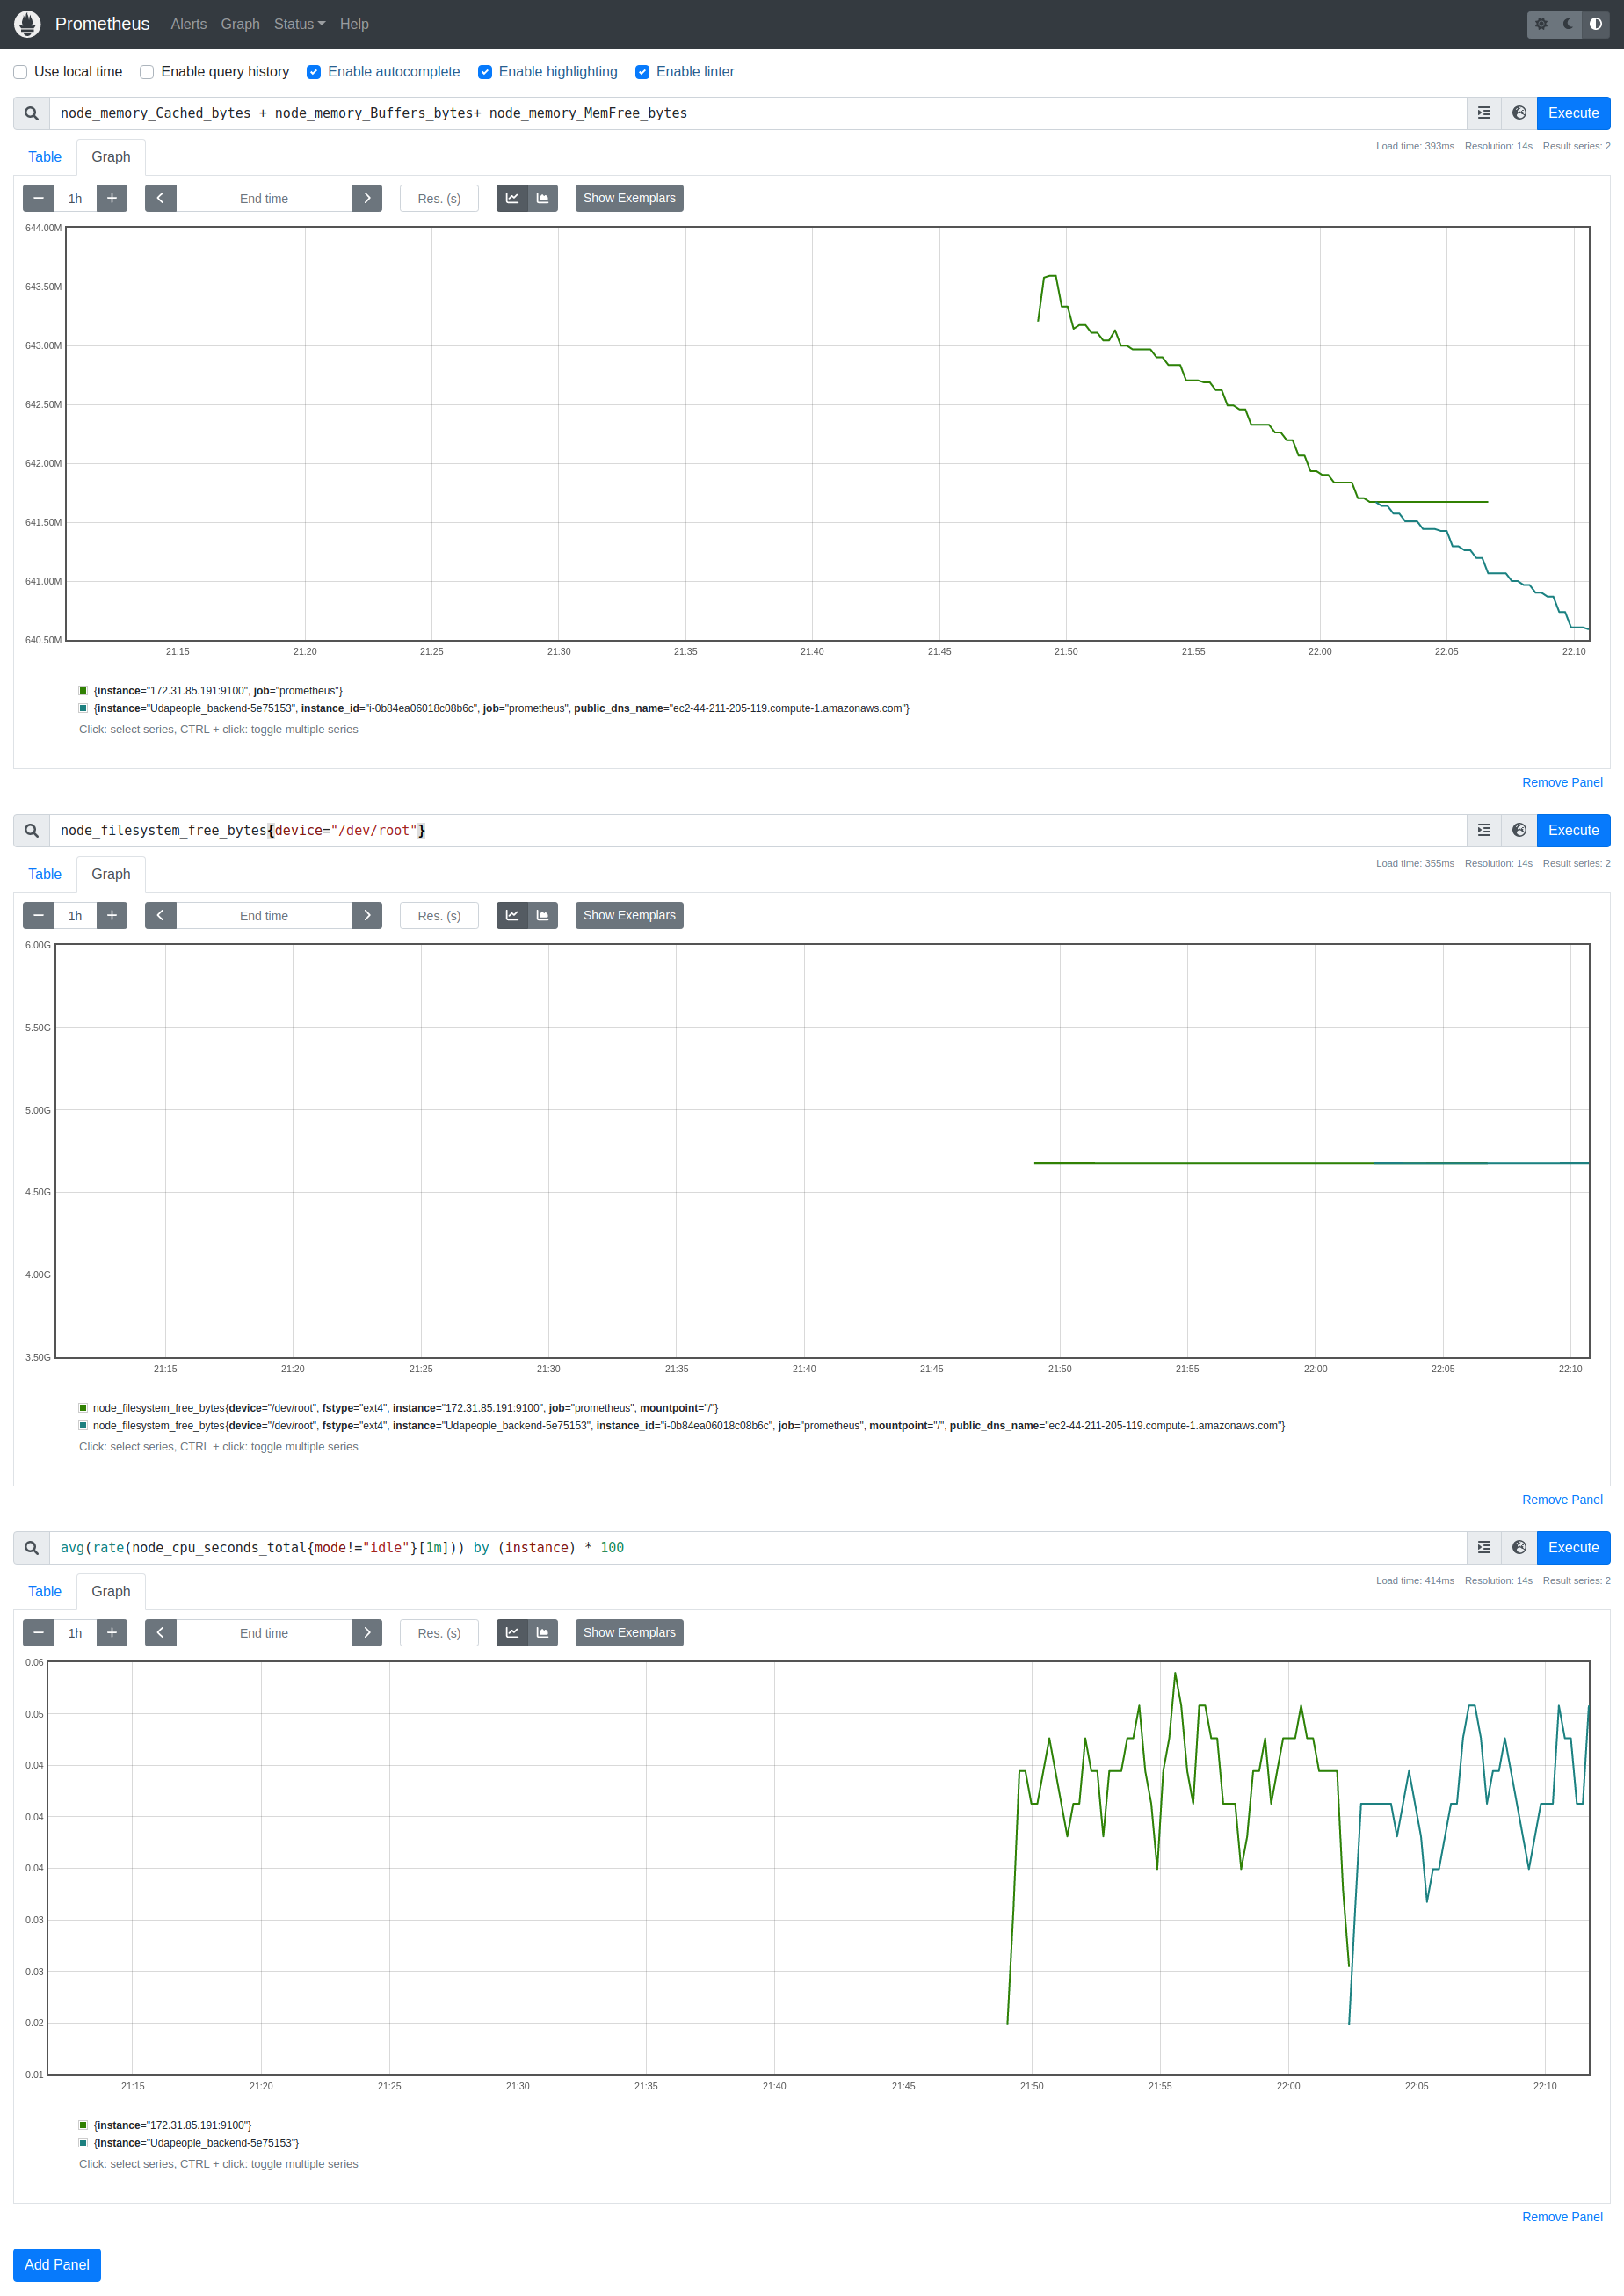 Prometheus Alerts Graph Status Help
Use local time Enable query history Enable autocomplete Enable highlighting Enable linter
node_memory_Cached_bytes + node_memory_Buffers_bytes+ node_memory_MemFree_bytes Execute
Load time: 393ms Resolution: 14s Result series: 2
Table Graph
1h End time Res. (s) Show Exemplars
644.00M
643.50M
643.00M
642.50M
642.00M
641.50M
641.00M
640.50M
21:15 21:20 21:25 21:30 21:35 21:40 21:45 21:50 21:55 22:00 22:05 22:10
{instance="172.31.85.191:9100", job="prometheus"}
{instance="Udapeople_backend-5e75153", instance_id="i-0b84ea06018c08b6c", job="prometheus", public_dns_name="ec2-44-211-205-119.compute-1.amazonaws.com"}
Click: select series, CTRL + click: toggle multiple series
Remove Panel
node_filesystem_free_bytes{device="/dev/root"} Execute
Load time: 355ms Resolution: 14s Result series: 2
Table Graph
1h End time Res. (s) Show Exemplars
6.00G
5.50G
5.00G
4.50G
4.00G
3.50G
21:15 21:20 21:25 21:30 21:35 21:40 21:45 21:50 21:55 22:00 22:05 22:10
node_filesystem_free_bytes{device="/dev/root", fstype="ext4", instance="172.31.85.191:9100", job="prometheus", mountpoint="/"}
node_filesystem_free_bytes{device="/dev/root", fstype="ext4", instance="Udapeople_backend-5e75153", instance_id="i-0b84ea06018c08b6c", job="prometheus", mountpoint="/", public_dns_name="ec2-44-211-205-119.compute-1.amazonaws.com"}
Click: select series, CTRL + click: toggle multiple series
Remove Panel
avg(rate(node_cpu_seconds_total{mode!="idle"}[1m])) by (instance) * 100 Execute
Load time: 414ms Resolution: 14s Result series: 2
Table Graph
1h End time Res. (s) Show Exemplars
0.06
0.05
0.04
0.04
0.04
0.03
0.03
0.02
0.01
21:15 21:20 21:25 21:30 21:35 21:40 21:45 21:50 21:55 22:00 22:05 22:10
{instance="172.31.85.191:9100"}
{instance="Udapeople_backend-5e75153"}
Click: select series, CTRL + click: toggle multiple series
Remove Panel
Add Panel